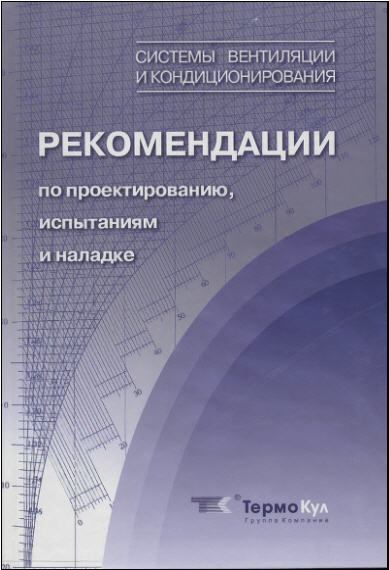 СИСТЕМЫ ВЕНТИЛЯЦИИ
И КОНДИЦИОНИРОВАНИЯ
РЕКОМЕНДАЦИИ
по проектированию,
испытаниям
и наладке
© ТермоКул
Группа Компаний